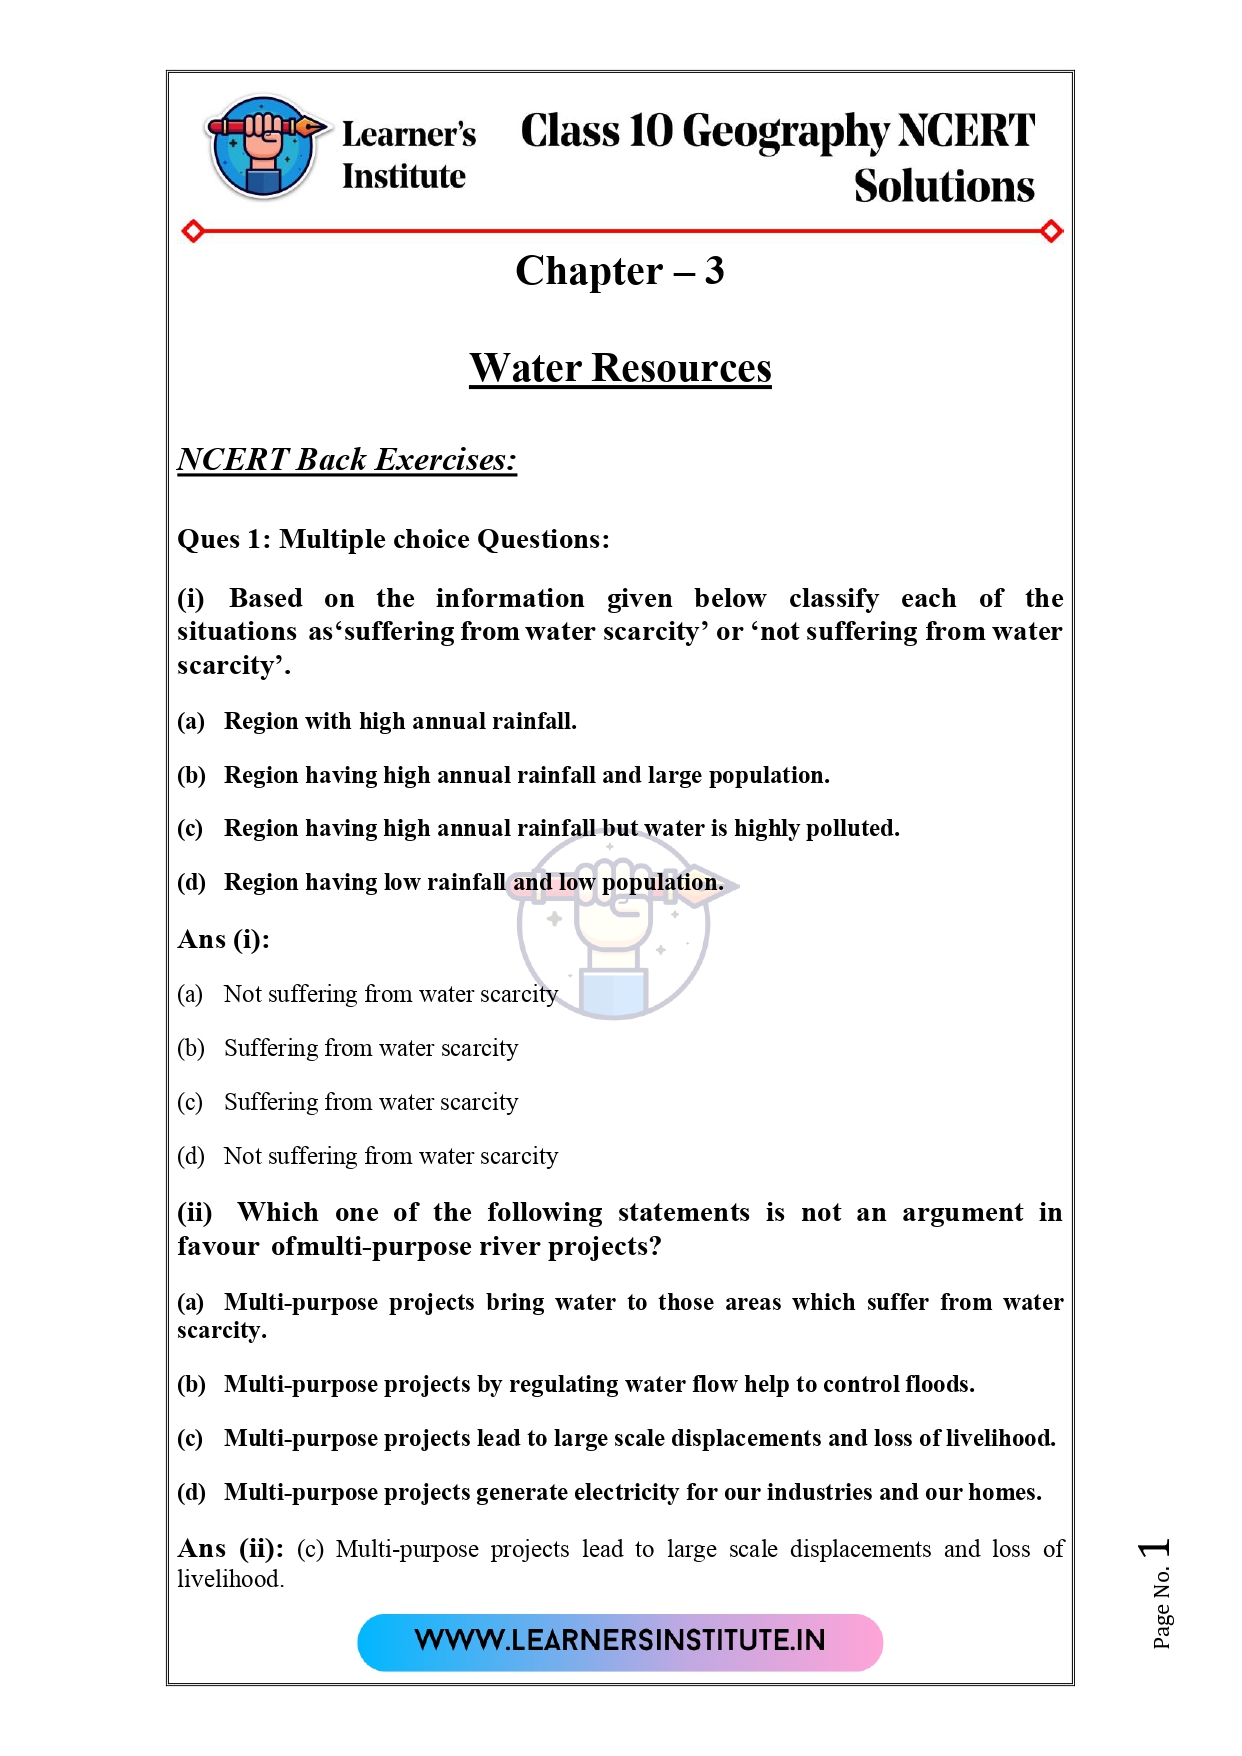 Learner's
Institute
Class 10 Geography NCERT
Solutions
Chapter – 3
Water Resources
NCERT Back Exercises:
Ques 1: Multiple choice Questions:
(i) Based on the information given below classify each of the
situations as‘suffering from water scarcity’ or ‘not suffering from water
scarcity’.
(a) Region with high annual rainfall.
(b) Region having high annual rainfall and large population.
(c) Region having high annual rainfall but water is highly polluted.
(d) Region having low rainfall and low population.
Ans (i):
(a) Not suffering from water scarcity
(b) Suffering from water scarcity
(c) Suffering from water scarcity
(d) Not suffering from water scarcity
(ii) Which one of the following statements is not an argument in
favour ofmulti-purpose river projects?
(a) Multi-purpose projects bring water to those areas which suffer from water
scarcity.
(b) Multi-purpose projects by regulating water flow help to control floods.
(c) Multi-purpose projects lead to large scale displacements and loss of livelihood.
(d) Multi-purpose projects generate electricity for our industries and our homes.
Ans (ii): (c) Multi-purpose projects lead to large scale displacements and loss of
livelihood.
WWW.LEARNERSINSTITUTE.IN
Page No. 1